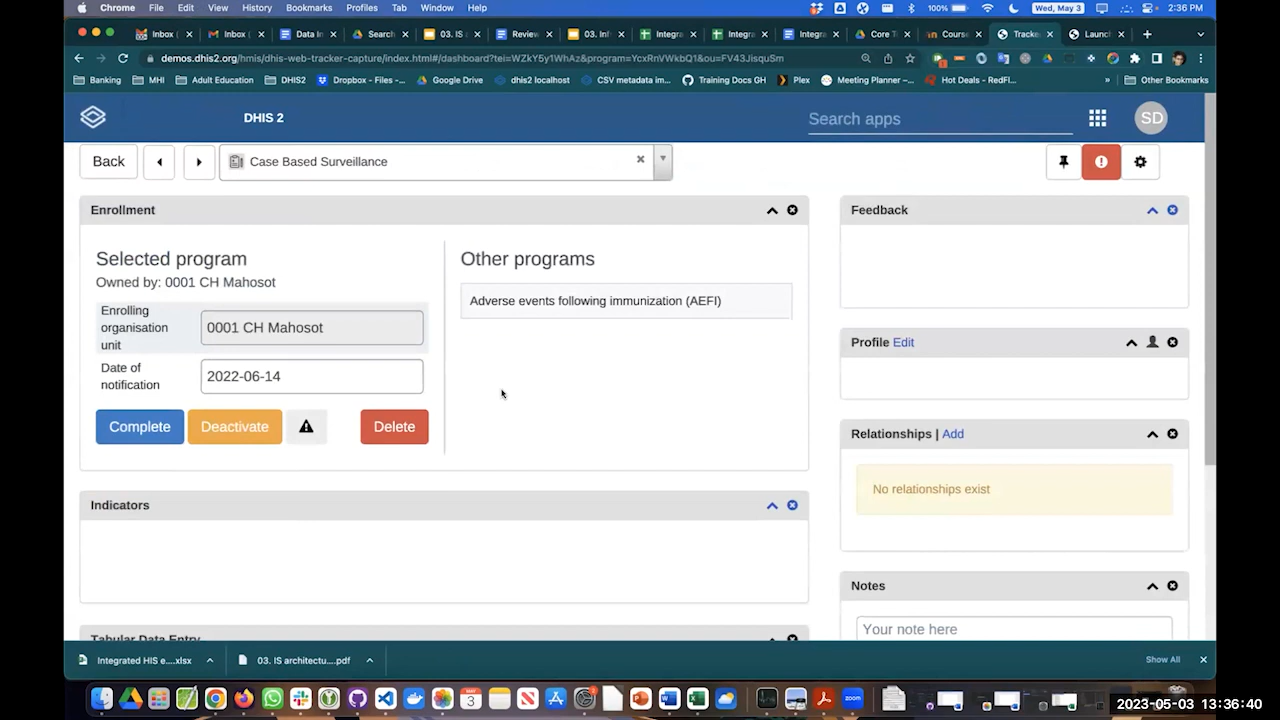 Chrome File Edit View History Bookmarks Profiles Tab Window Help 100% Wed, May 3 2:36 PM
Inbox ( Inbox ( Data In Search 03. IS Review 03. Inf Integra Integra Integra Core T Course Tracke Launc
demos.dhis2.org/hmis/dhis-web-tracker-capture/index.html#/dashboard?tei=WZkY5y1WhAz&program=YcxRnVWkbQ1&ou=FV43JisquSm
Banking MHI Adult Education DHIS2 Dropbox - Files -... Google Drive dhis2 localhost CSV metadata im... Training Docs GH Plex Meeting Planner –... Hot Deals - RedFl... » Other Bookmarks
DHIS 2 Search apps SD
Back Case Based Surveillance
Enrollment
Selected program
Owned by: 0001 CH Mahosot
Enrolling
organisation
unit
0001 CH Mahosot
Date of
notification
2022-06-14
Complete Deactivate Delete
Other programs
Adverse events following immunization (AEFI)
Indicators
Tabular Data Entry
Feedback
Profile Edit
Relationships | Add
No relationships exist
Notes
Your note here
Integrated HIS e....xlsx 03. IS architectu....pdf Show All
zoom
2023-05-03 13:36:40